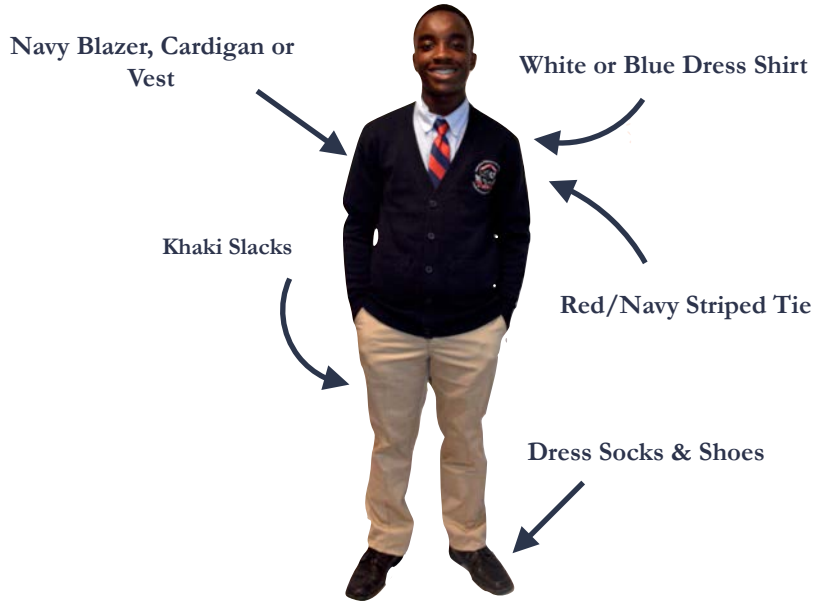 Navy Blazer, Cardigan or
Vest
White or Blue Dress Shirt
Khaki Slacks
Red/Navy Striped Tie
Dress Socks & Shoes